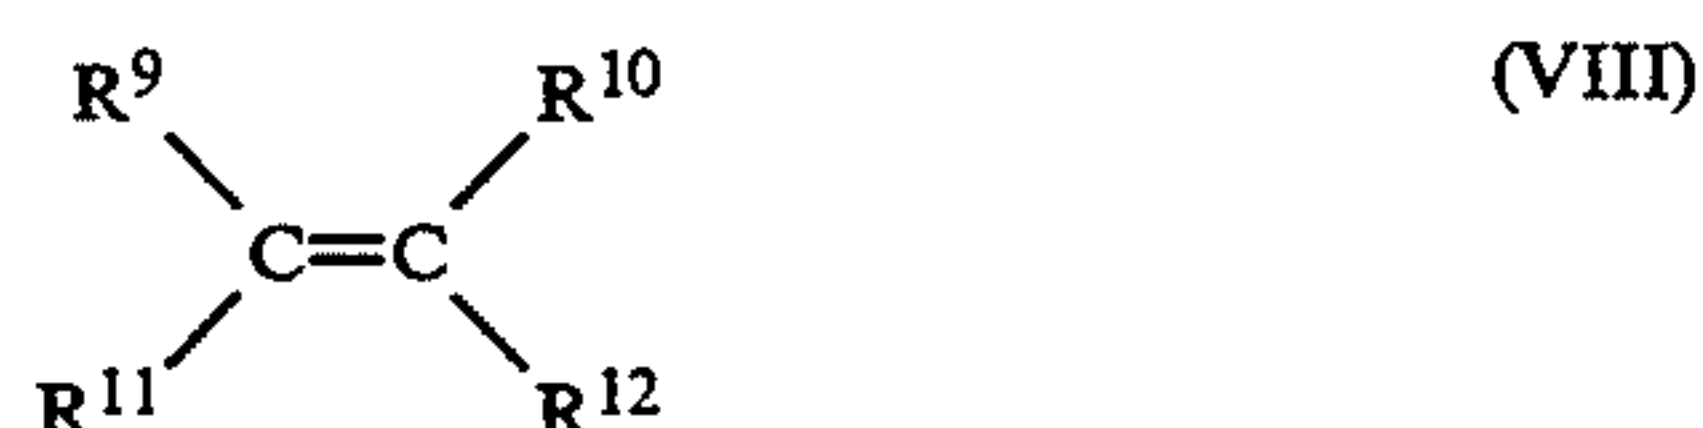 R⁹ R¹⁰ (VIII)
C=C
R¹¹ R¹²